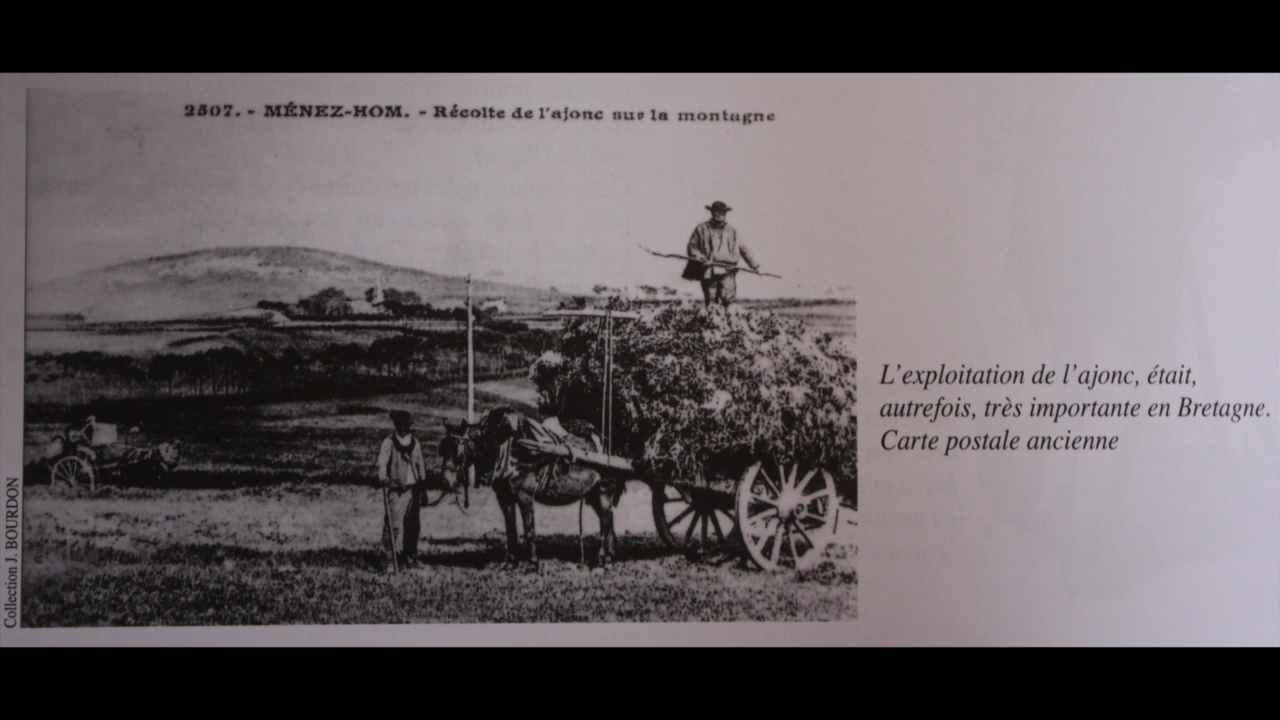 2507. - MÉNEZ-HOM. - Récolte de l'ajonc sur la montagne
L'exploitation de l'ajonc, était,
autrefois, très importante en Bretagne.
Carte postale ancienne
Collection J. BOURDON